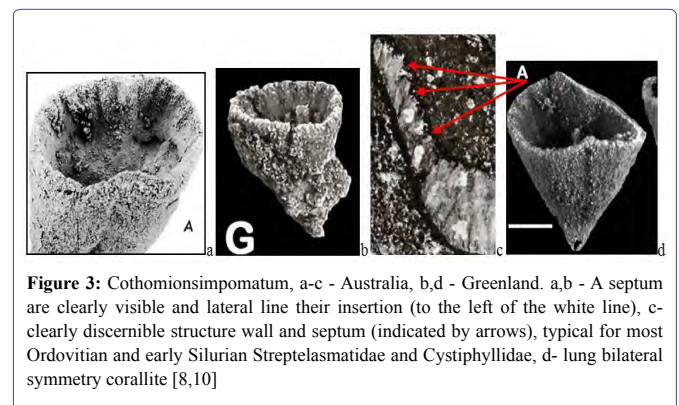 A
G
A
a
b
c
d
Figure 3: Cothomionsimpomatum, a-c - Australia, b,d - Greenland. a,b - A septum
are clearly visible and lateral line their insertion (to the left of the white line), c-
clearly discernible structure wall and septum (indicated by arrows), typical for most
Ordovitian and early Silurian Streptelasmatidae and Cystiphyllidae, d- lung bilateral
symmetry corallite [8,10]